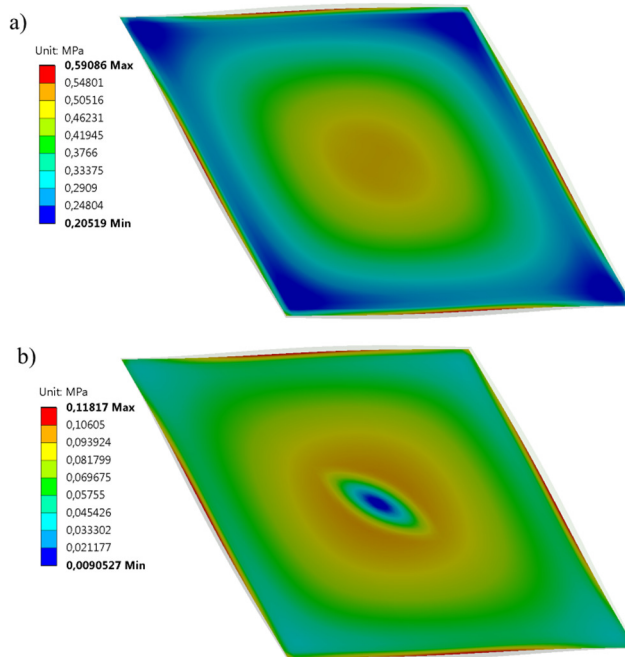 a)
Unit: MPa
0,59086 Max
0,54801
0,50516
0,46231
0,41945
0,3766
0,33375
0,2909
0,24804
0,20519 Min
b)
Unit: MPa
0,11817 Max
0,10605
0,093924
0,081799
0,069675
0,05755
0,045426
0,033302
0,021177
0,0090527 Min